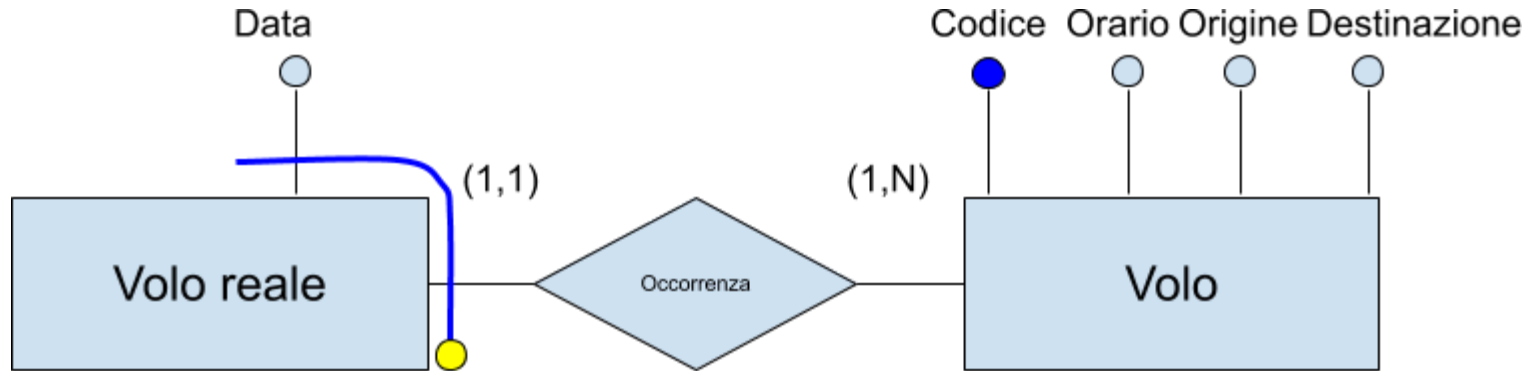 Data
Codice Orario Origine Destinazione
(1,1)
(1,N)
Volo reale
Occorrenza
Volo